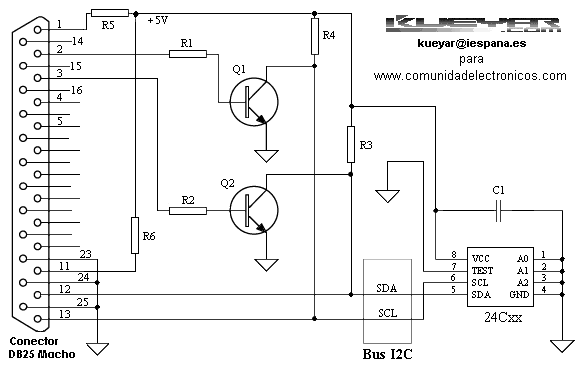 KUEYAR
.com
kueyar@iespana.es
para
www.comunidadelectronicos.com
1
R5
+5V
R4
14
2
R1
15
Q1
3
16
4
5
R3
Q2
R2
C1
R6
23
11
24
12
25
13
8 VCC A0 1
7 TEST A1 2
6 SCL A2 3
5 SDA GND 4
24Cxx
SDA
SCL
Bus I2C
Conector
DB25 Macho